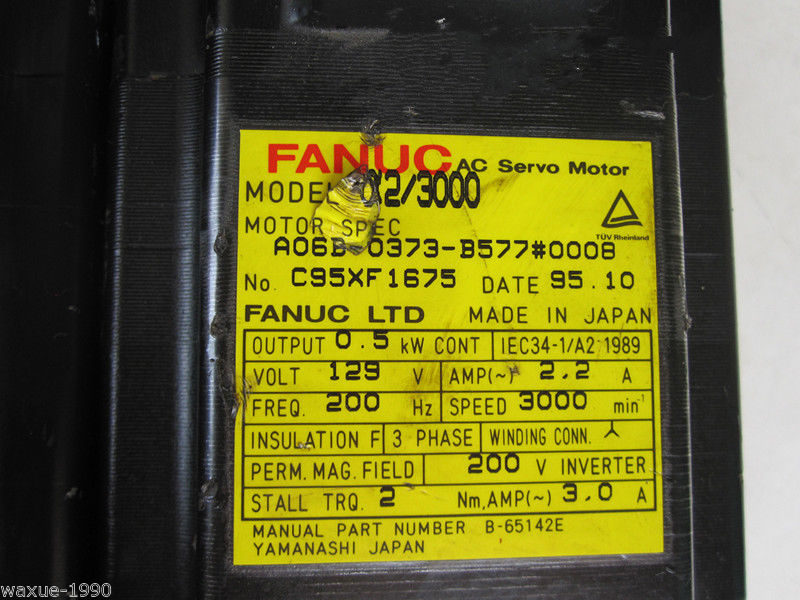 FANUC AC Servo Motor
MODEL α2/3000
MOTOR SPEC
TÜV Rheinland
A06B-0373-B577#0008
No. C95XF1675 DATE 95.10
FANUC LTD MADE IN JAPAN
OUTPUT 0.5 kW CONT IEC34-1/A2 1989
VOLT 129 V AMP(~) 2.2 A
FREQ. 200 Hz SPEED 3000 min⁻¹
INSULATION F 3 PHASE WINDING CONN.
PERM. MAG. FIELD 200 V INVERTER
STALL TRQ. 2 Nm, AMP(~) 3.0 A
MANUAL PART NUMBER B-65142E
YAMANASHI JAPAN
waxue-1990